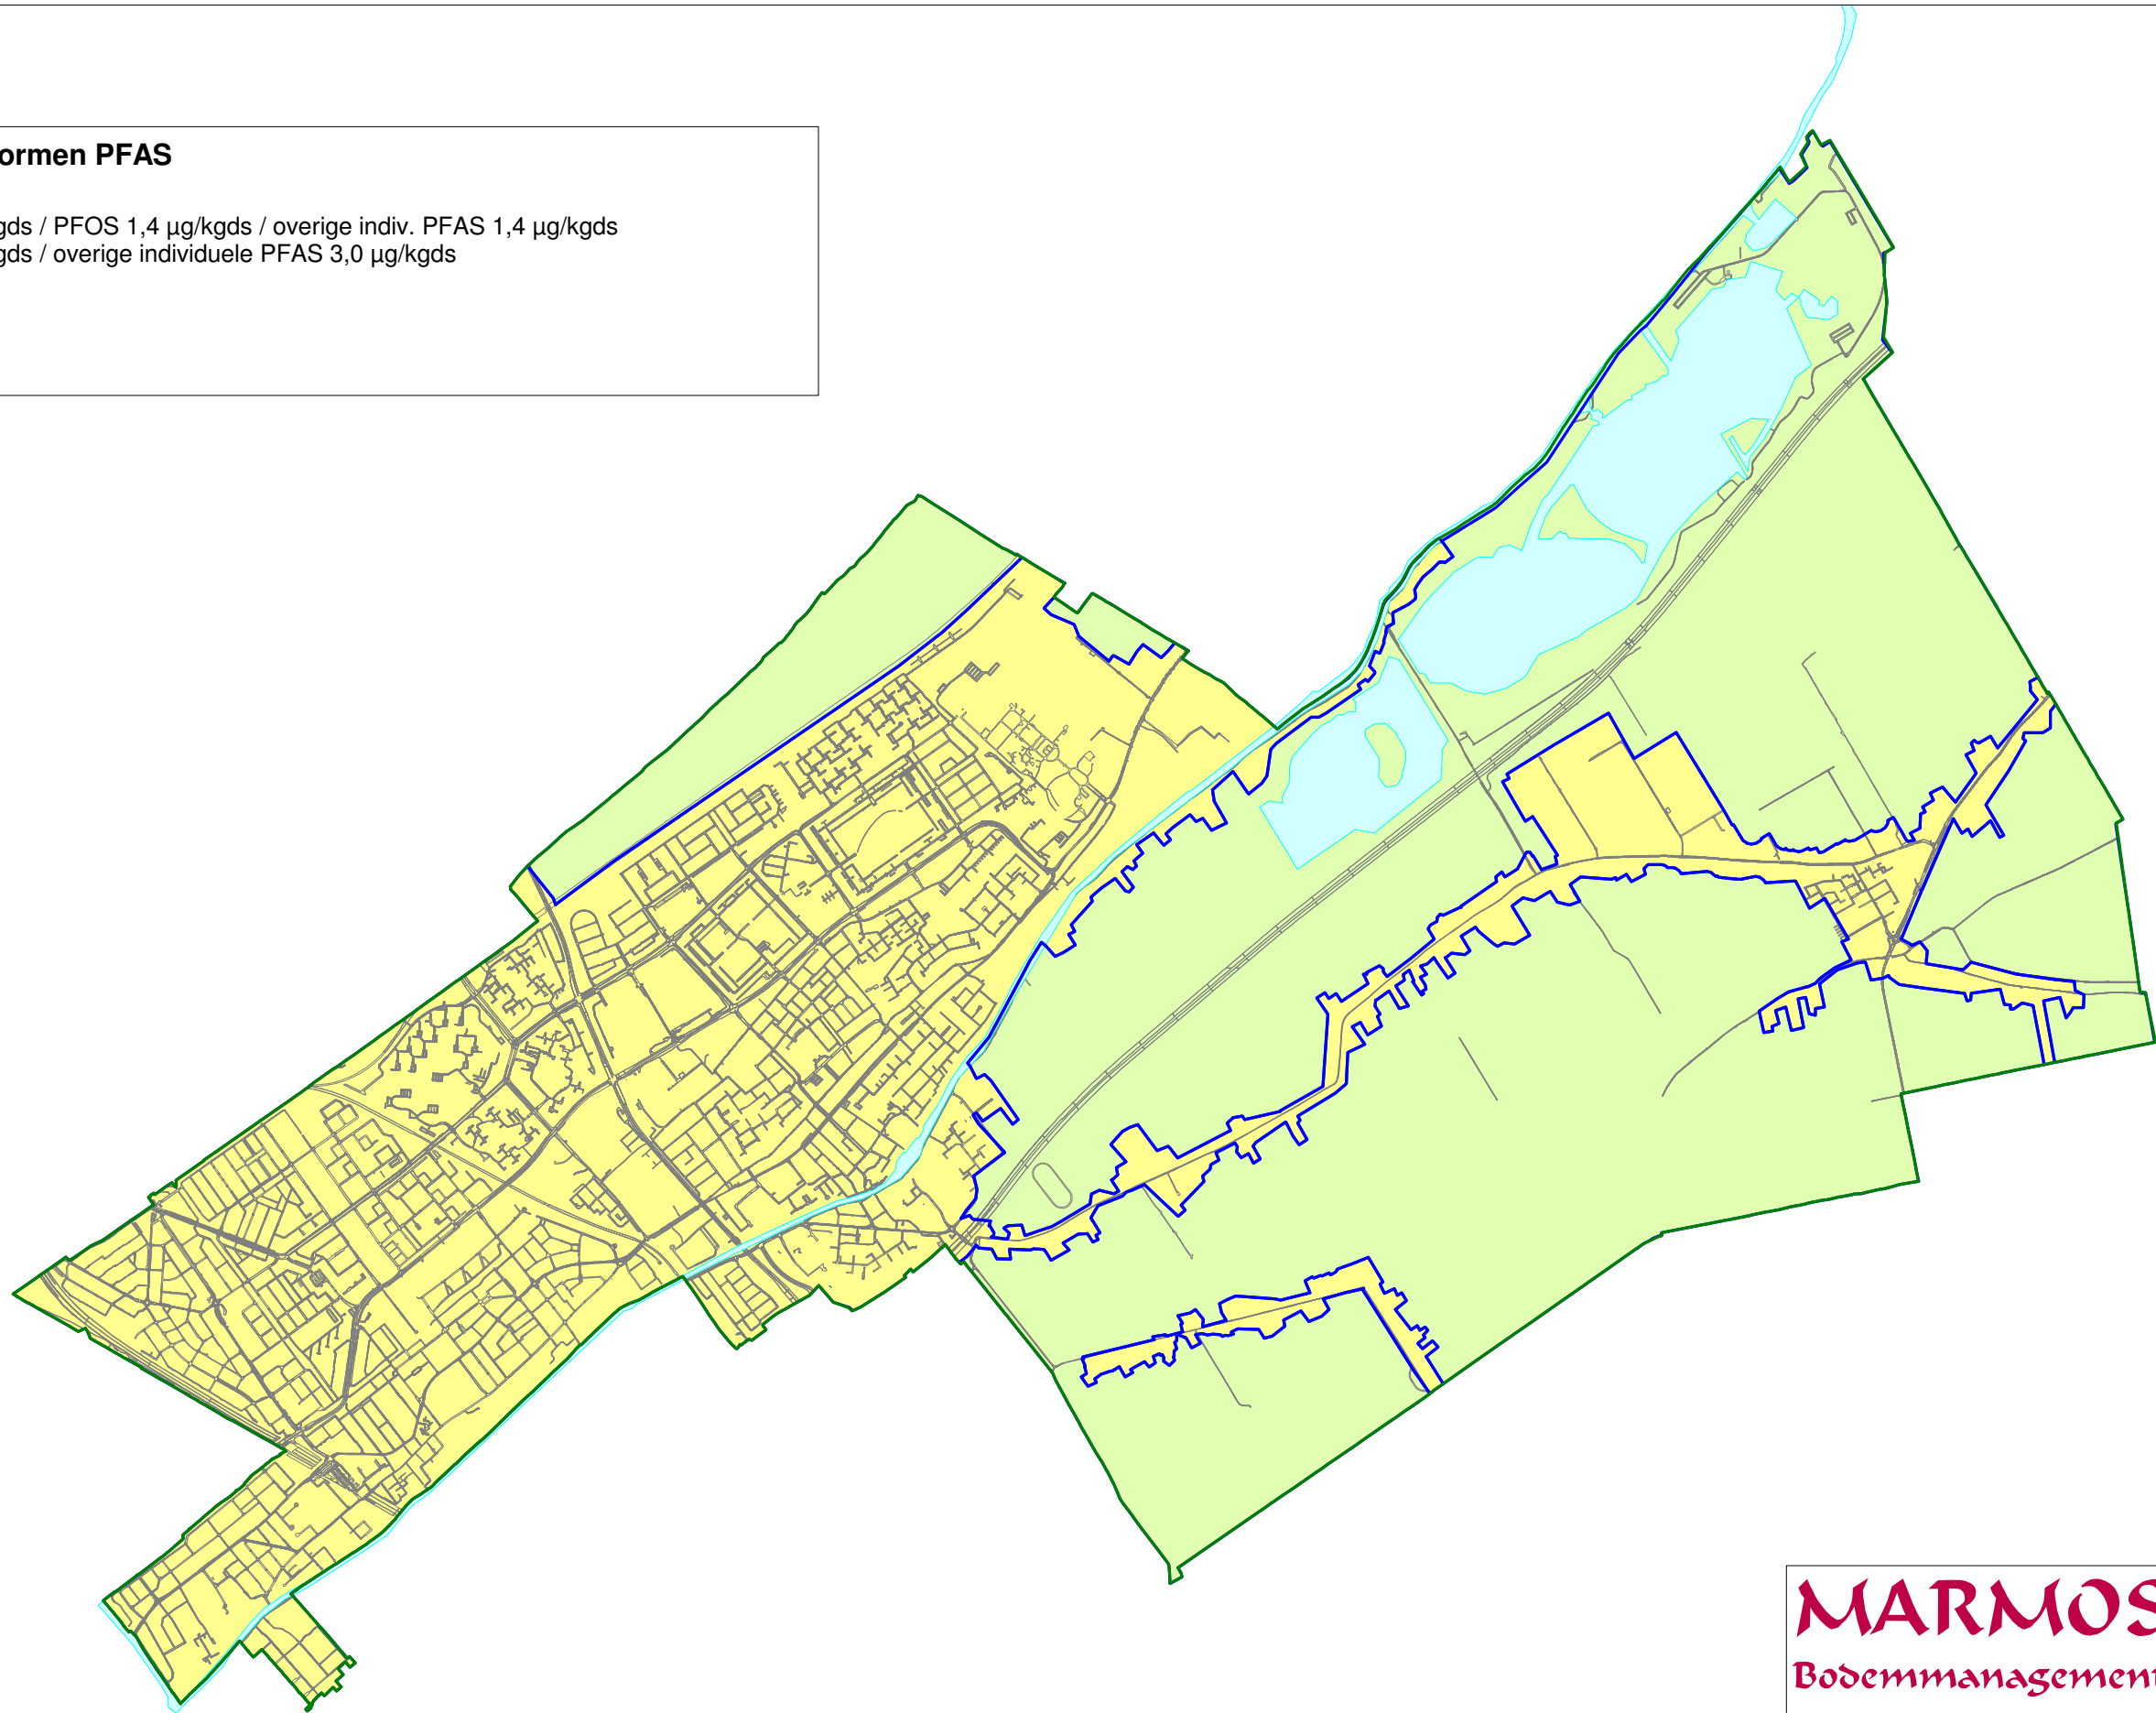 ormen PFAS
gds / PFOS 1,4 µg/kgds / overige indiv. PFAS 1,4 µg/kgds
gds / overige individuele PFAS 3,0 µg/kgds
MARMOS
Bodemmanagement